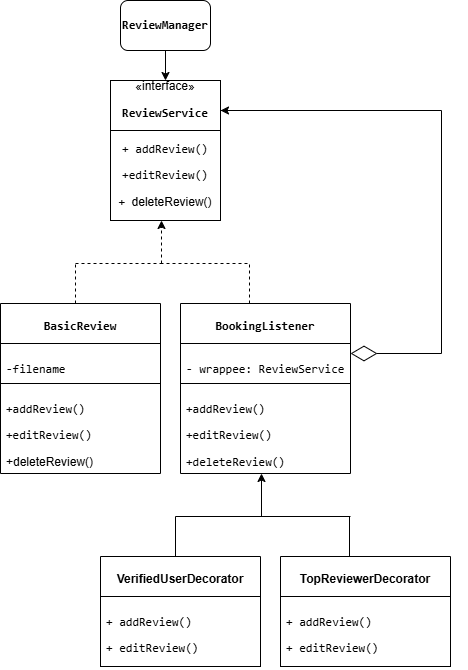 ReviewManager
«interface»
ReviewService
+ addReview()
+editReview()
+ deleteReview()
BasicReview
-filename
+addReview()
+editReview()
+deleteReview()
BookingListener
- wrappee: ReviewService
+addReview()
+editReview()
+deleteReview()
VerifiedUserDecorator
+ addReview()
+ editReview()
TopReviewerDecorator
+ addReview()
+ editReview()